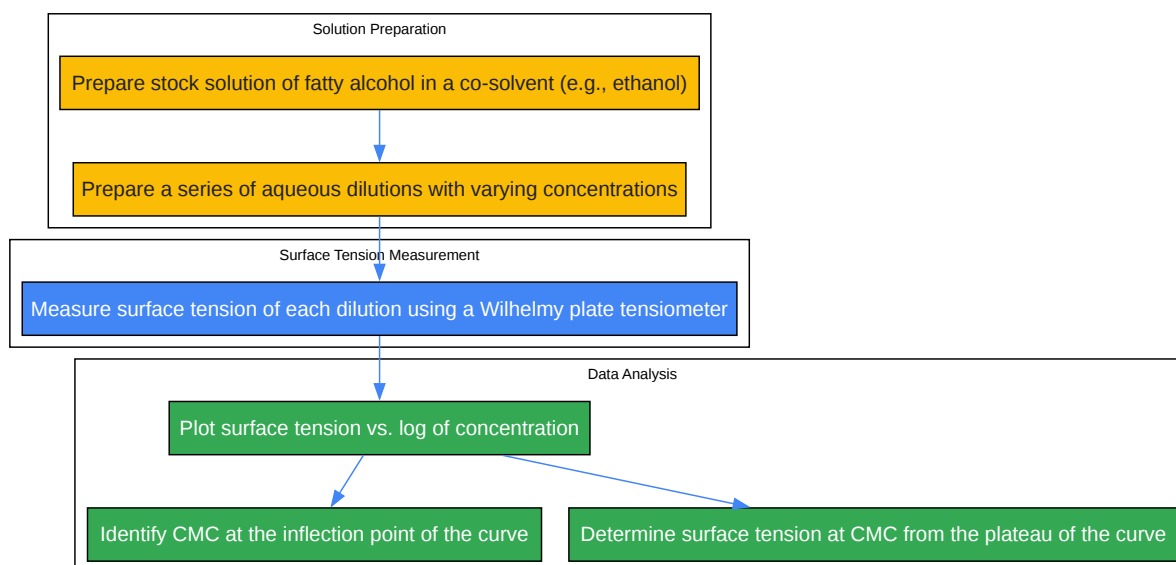 Solution Preparation
Prepare stock solution of fatty alcohol in a co-solvent (e.g., ethanol)
Prepare a series of aqueous dilutions with varying concentrations
Surface Tension Measurement
Measure surface tension of each dilution using a Wilhelmy plate tensiometer
Data Analysis
Plot surface tension vs. log of concentration
Identify CMC at the inflection point of the curve
Determine surface tension at CMC from the plateau of the curve